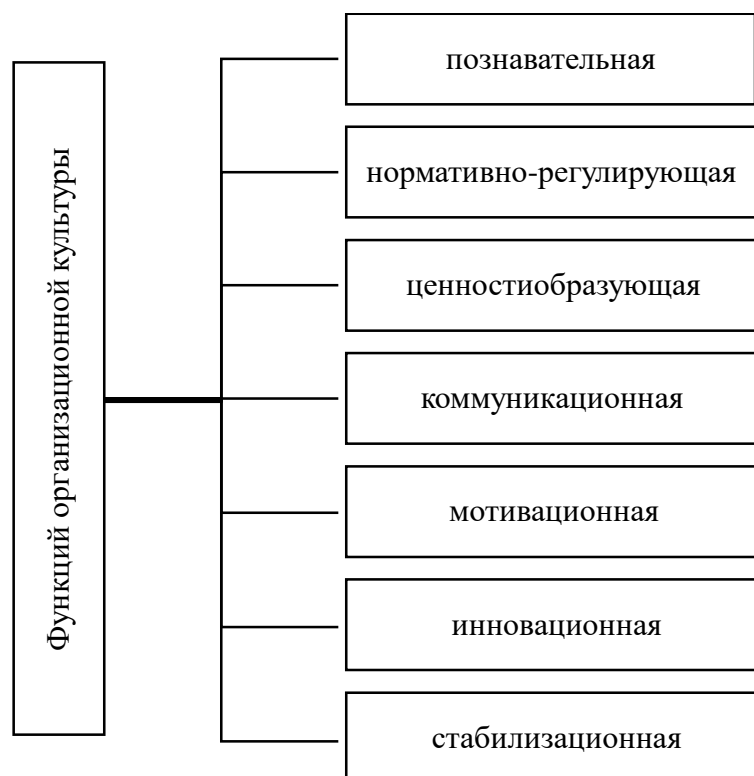 Функций организационной культуры
познавательная
нормативно-регулирующая
ценностиобразующая
коммуникационная
мотивационная
инновационная
стабилизационная